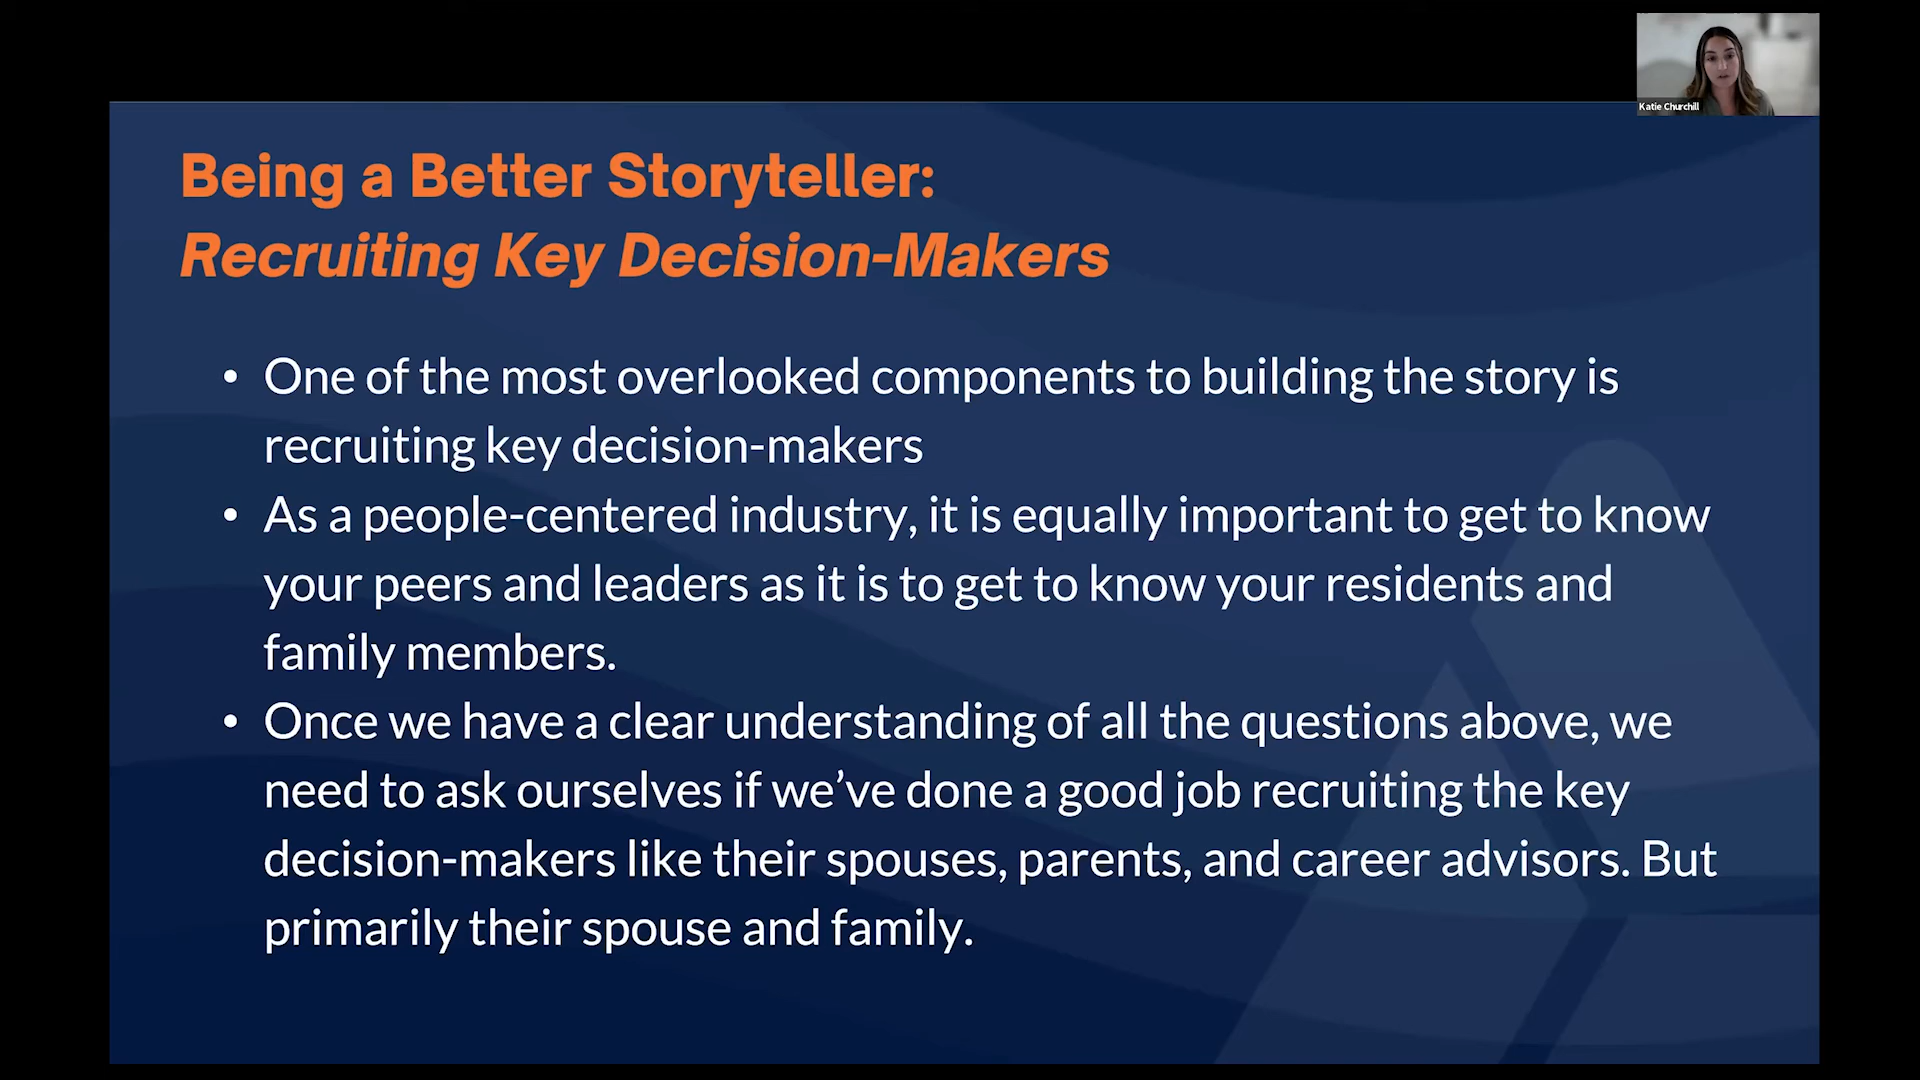 Katie Churchill
Being a Better Storyteller:
Recruiting Key Decision-Makers
• One of the most overlooked components to building the story is
recruiting key decision-makers
• As a people-centered industry, it is equally important to get to know
your peers and leaders as it is to get to know your residents and
family members.
• Once we have a clear understanding of all the questions above, we
need to ask ourselves if we’ve done a good job recruiting the key
decision-makers like their spouses, parents, and career advisors. But
primarily their spouse and family.